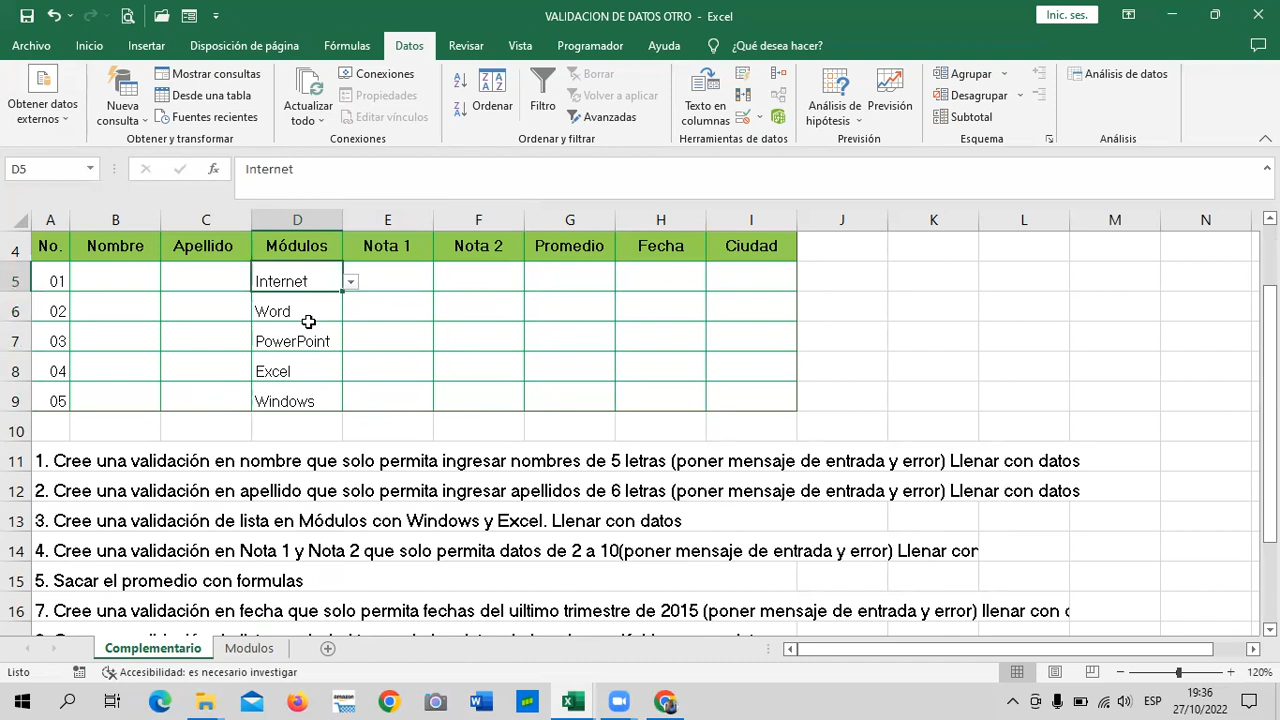 VALIDACION DE DATOS OTRO - Excel
Inic. ses.
Archivo Inicio Insertar Disposición de página Fórmulas Datos Revisar Vista Programador Ayuda ¿Qué desea hacer?
Obtener datos externos
Nueva consulta
Mostrar consultas
Desde una tabla
Fuentes recientes
Obtener y transformar
Actualizar todo
Conexiones
Propiedades
Editar vínculos
Conexiones
Ordenar
Filtro
Borrar
Volver a aplicar
Avanzadas
Ordenar y filtrar
Texto en columnas
Herramientas de datos
Análisis de hipótesis
Previsión
Previsión
Agrupar
Desagrupar
Subtotal
Esquema
Análisis de datos
Análisis
D5 fx Internet
A B C D E F G H I J K L M N
4 No. Nombre Apellido Módulos Nota 1 Nota 2 Promedio Fecha Ciudad
5 01 Internet
6 02 Word
7 03 PowerPoint
8 04 Excel
9 05 Windows
10
11 1. Cree una validación en nombre que solo permita ingresar nombres de 5 letras (poner mensaje de entrada y error) Llenar con datos
12 2. Cree una validación en apellido que solo permita ingresar apellidos de 6 letras (poner mensaje de entrada y error) Llenar con datos
13 3. Cree una validación de lista en Módulos con Windows y Excel. Llenar con datos
14 4. Cree una validación en Nota 1 y Nota 2 que solo permita datos de 2 a 10(poner mensaje de entrada y error) Llenar con
15 5. Sacar el promedio con formulas
16 7. Cree una validación en fecha que solo permita fechas del uiltimo trimestre de 2015 (poner mensaje de entrada y error) llenar con
Complementario Modulos
Listo Accesibilidad: es necesario investigar 120%
ESP 19:36
27/10/2022